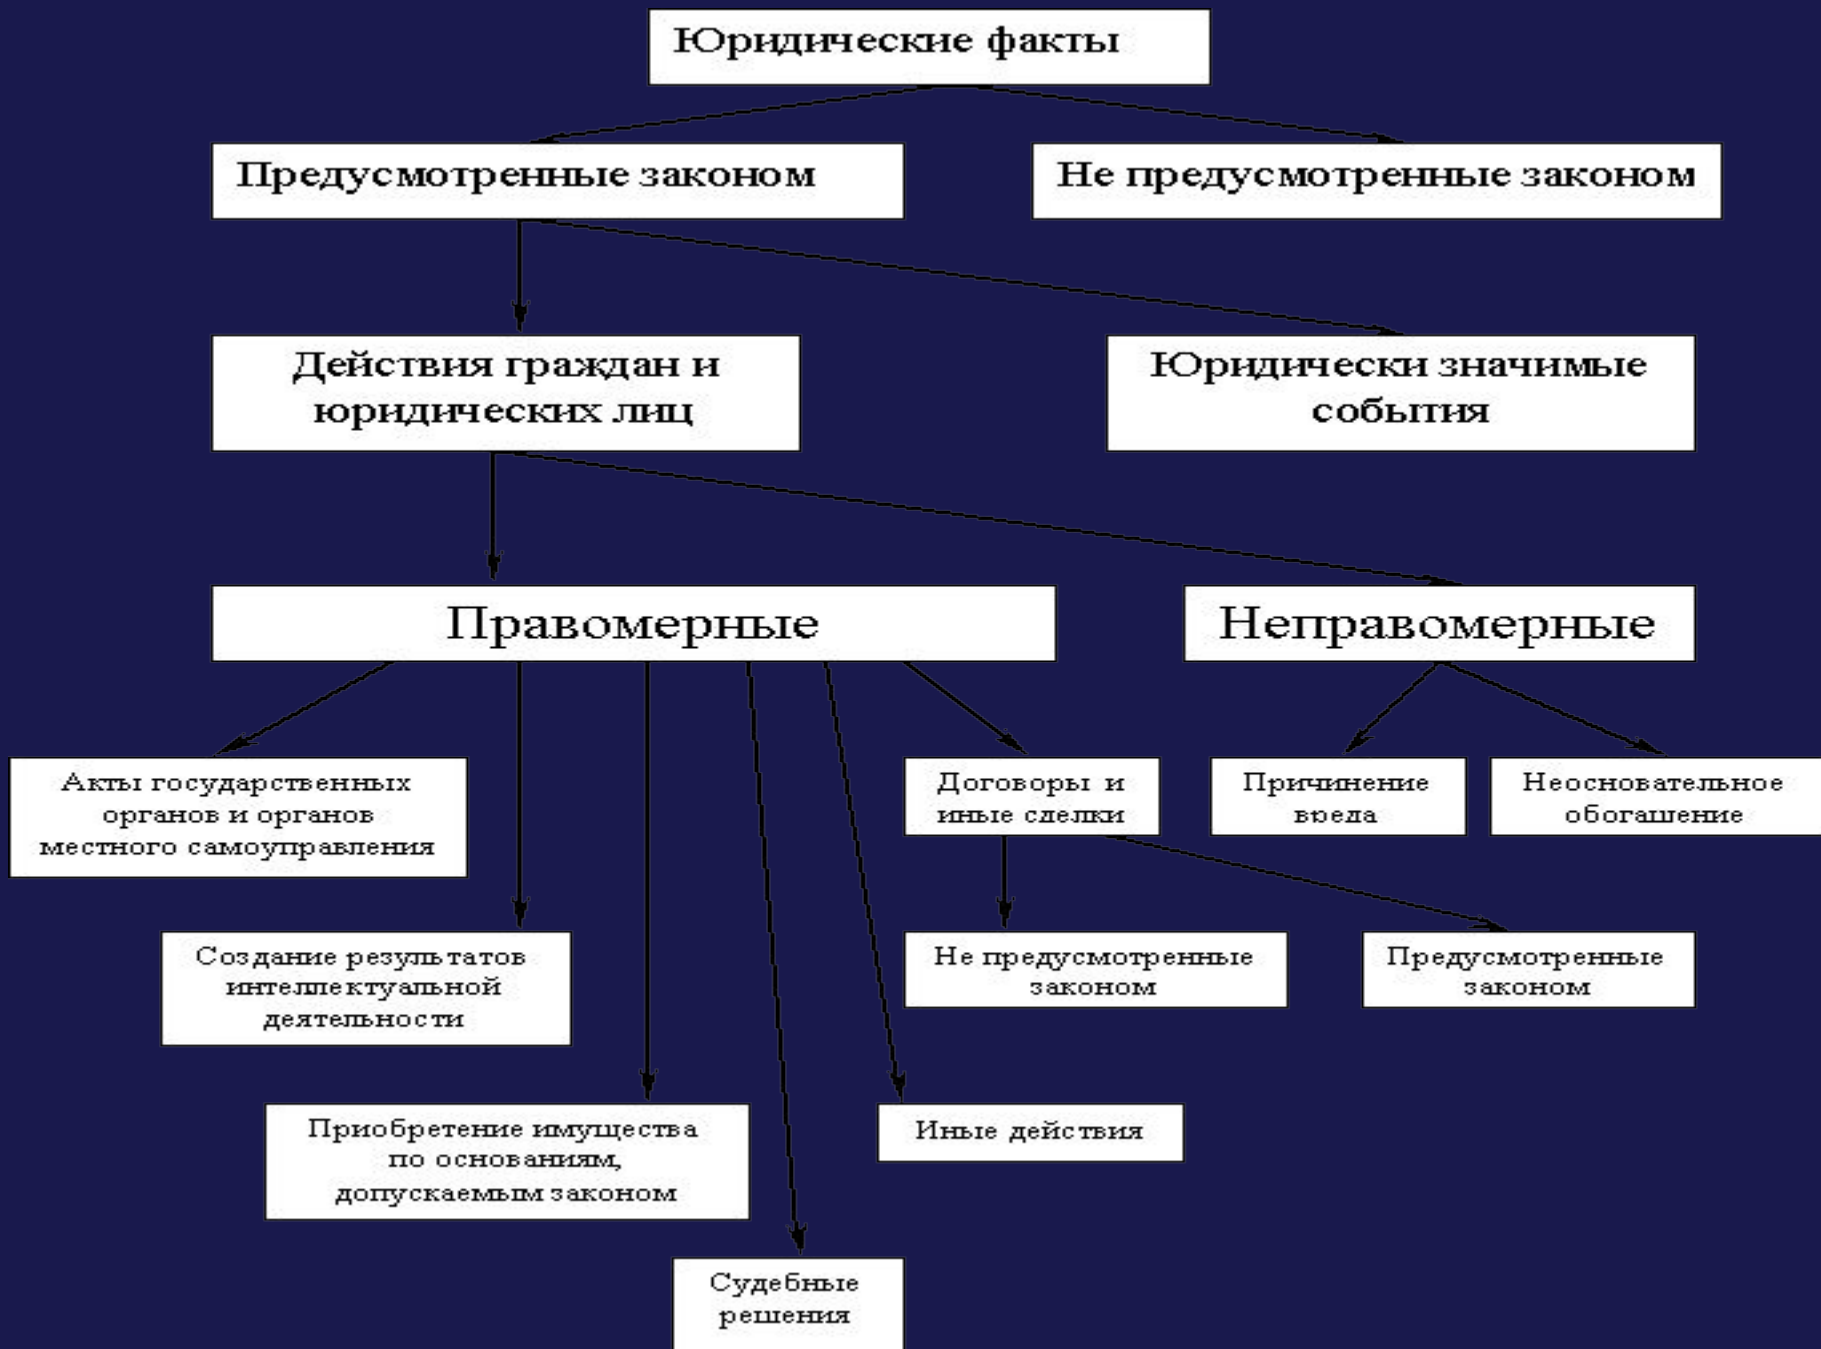 Юридические факты
Предусмотренные законом
Не предусмотренные законом
Действия граждан и
юридических лиц
Юридически значимые
события
Правомерные
Неправомерные
Акты государственных
органов и органов
местного самоуправления
Договоры и
иные сделки
Причинение
вреда
Неосновательное
обогащение
Создание результатов
интеллектуальной
деятельности
Не предусмотренные
законом
Предусмотренные
законом
Приобретение имущества
по основаниям,
допускаемым законом
Иные действия
Судебные
решения